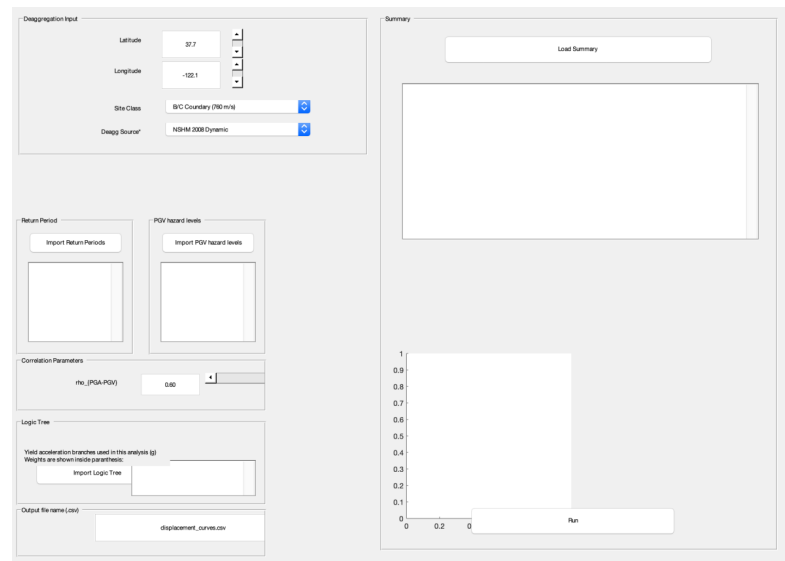 Deaggregation Input
Latitude
37.7
Longitude
-122.1
Site Class
B/C Coundary (760 m/s)
Deagg Source*
NSHM 2008 Dynamic
Return Period
Import Return Periods
PGV hazard levels
Import PGV hazard levels
Correlation Parameters
rho_{PGA-PGV}
0.60
Logic Tree
Yield acceleration branches used in this analysis (g)
Weights are shown inside paranthesis:
Import Logic Tree
Output file name (.csv)
displacement_curves.csv
Summary
Load Summary
1
0.9
0.8
0.7
0.6
0.5
0.4
0.3
0.2
0.1
0
0 0.2 0
Run